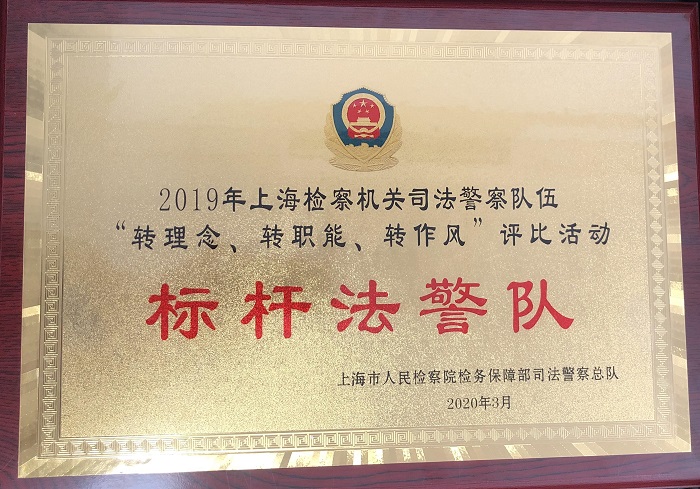 2019年上海检察机关司法警察队伍
“转理念、转职能、转作风”评比活动
标杆法警队
上海市人民检察院检务保障部司法警察总队
2020年3月